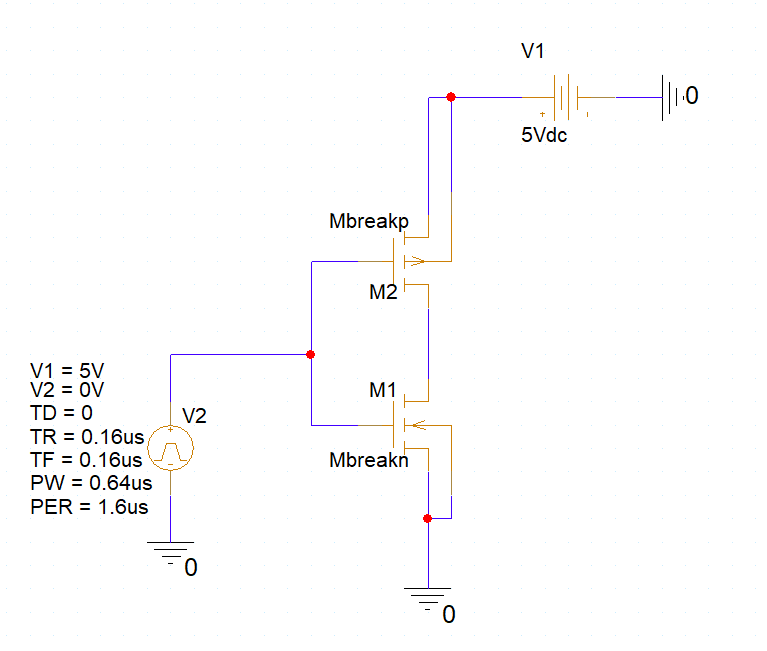 V1
0
5Vdc
Mbreakp
M2
V1 = 5V
V2 = 0V
TD = 0
TR = 0.16us
TF = 0.16us
PW = 0.64us
PER = 1.6us
V2
M1
Mbreakn
0
0